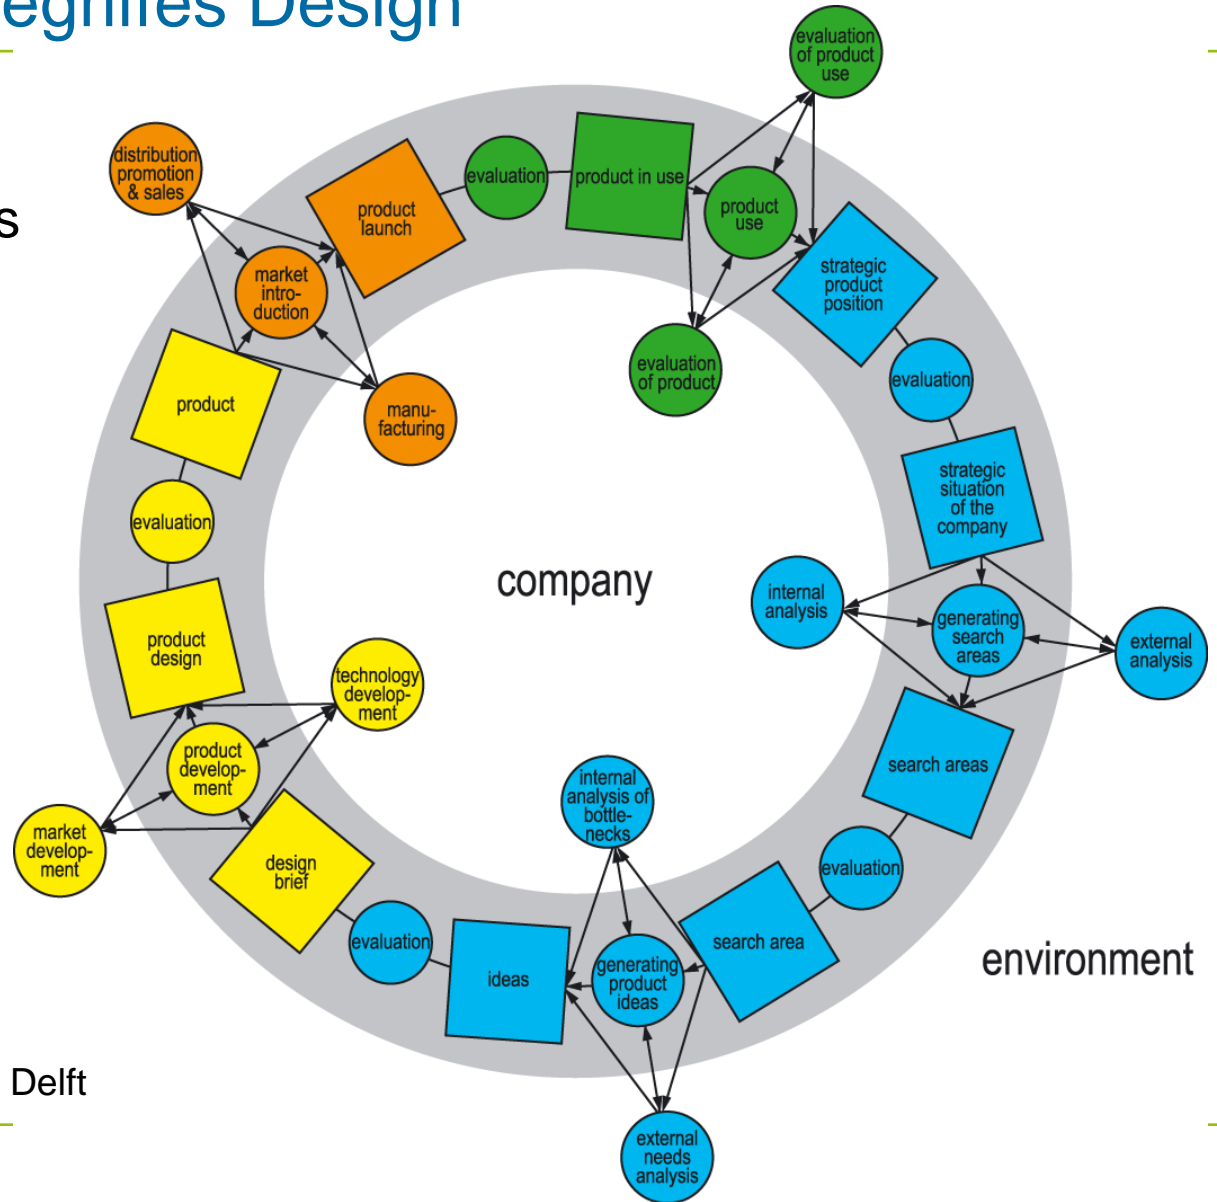 egriffes Design
s
evaluation
of product
use
distribution
promotion
& sales
evaluation
product in use
product
launch
product
use
strategic
product
position
market
intro-
duction
evaluation
of product
evaluation
product
manu-
facturing
strategic
situation
of the
company
evaluation
company
internal
analysis
generating
search
areas
external
analysis
product
design
technology
develop-
ment
product
develop-
ment
search areas
internal
analysis of
bottle-
necks
market
develop-
ment
design
brief
evaluation
evaluation
search area
ideas
generating
product
ideas
environment
Delft
external
needs
analysis